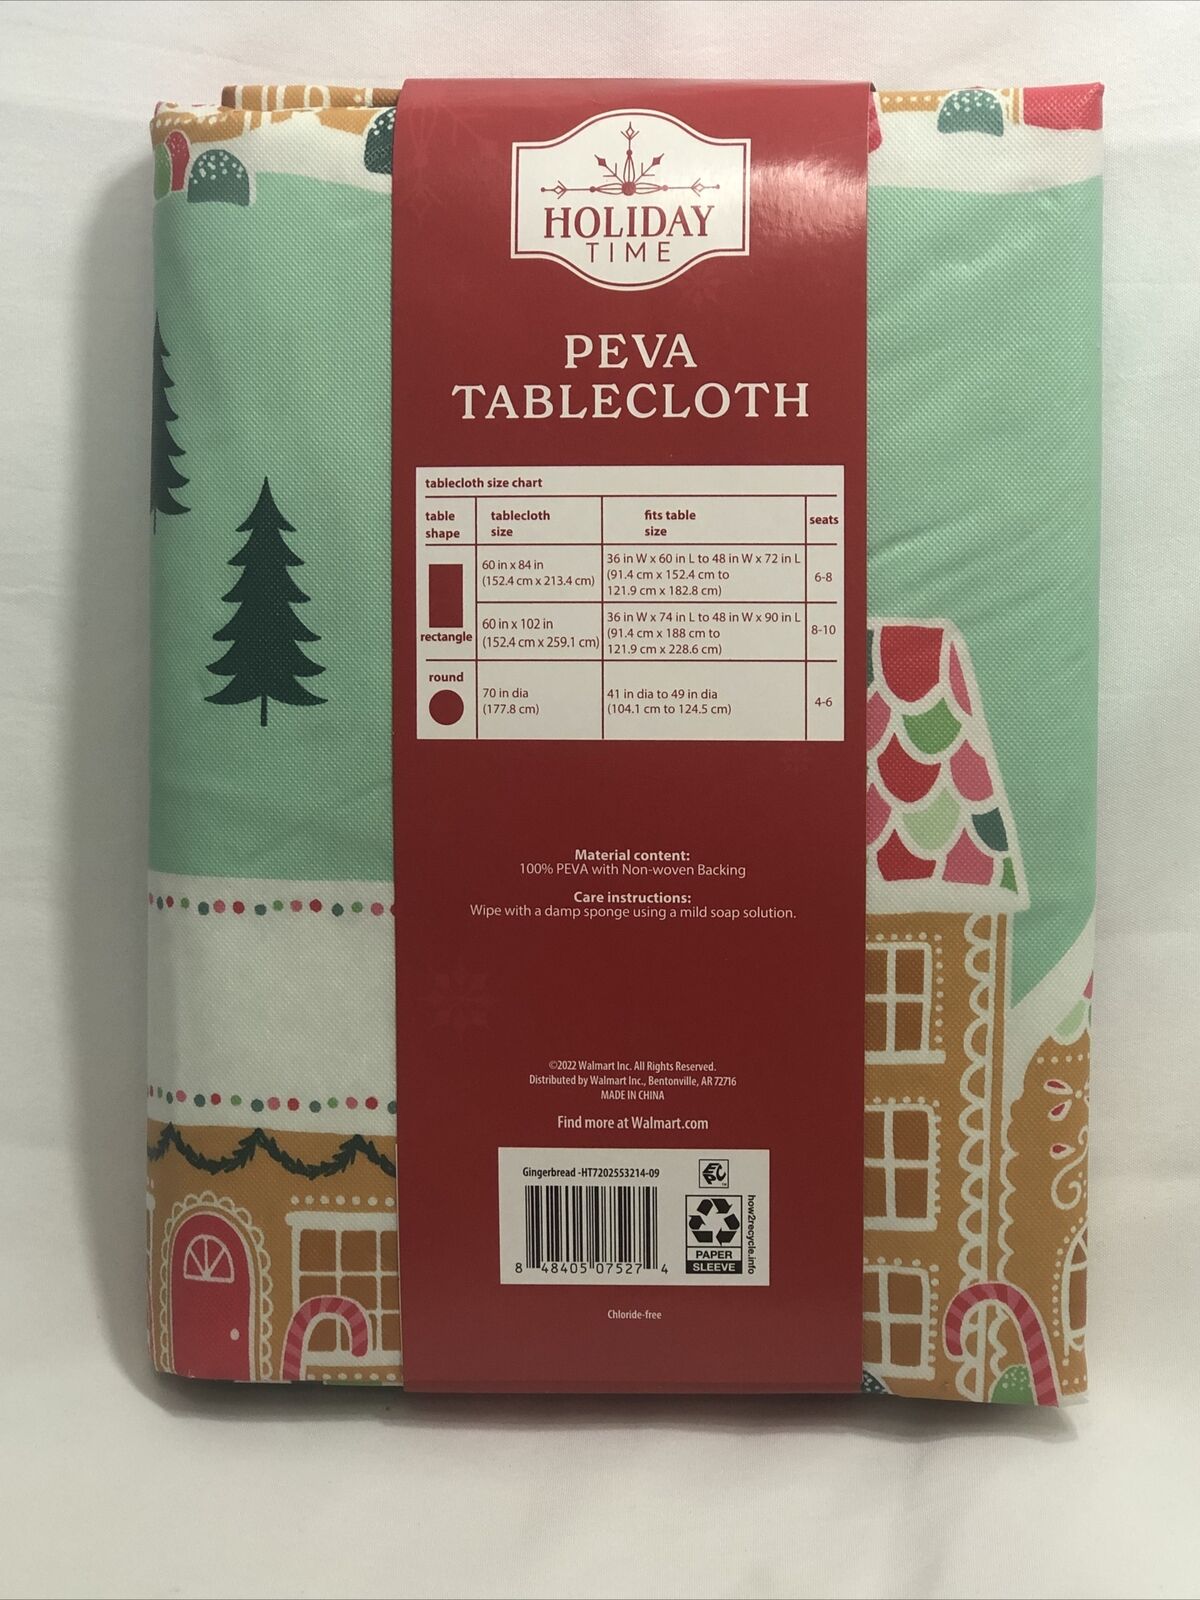 HOLIDAY
TIME
PEVA
TABLECLOTH
tablecloth size chart
table
shape
tablecloth
size
fits table
size
seats
60 in x 84 in
(152.4 cm x 213.4 cm)
36 in W x 60 in L to 48 in W x 72 in L
(91.4 cm x 152.4 cm to
121.9 cm x 182.8 cm)
6-8
rectangle
60 in x 102 in
(152.4 cm x 259.1 cm)
36 in W x 74 in L to 48 in W x 90 in L
(91.4 cm x 188 cm to
121.9 cm x 228.6 cm)
8-10
round
70 in dia
(177.8 cm)
41 in dia to 49 in dia
(104.1 cm to 124.5 cm)
4-6
Material content:
100% PEVA with Non-woven Backing
Care instructions:
Wipe with a damp sponge using a mild soap solution.
©2022 Walmart Inc. All Rights Reserved.
Distributed by Walmart Inc., Bentonville, AR 72716
MADE IN CHINA
Find more at Walmart.com
Gingerbread -HT7202553214-09
8 48405 07527 4
EPC
PAPER
SLEEVE
how2recycle.info
Chloride-free